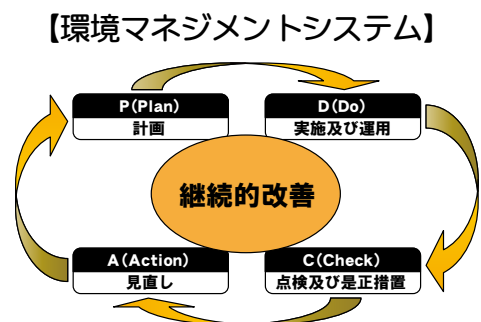 【環境マネジメントシステム】
P(Plan)
計画
D(Do)
実施及び運用
継続的改善
A(Action)
見直し
C(Check)
点検及び是正措置